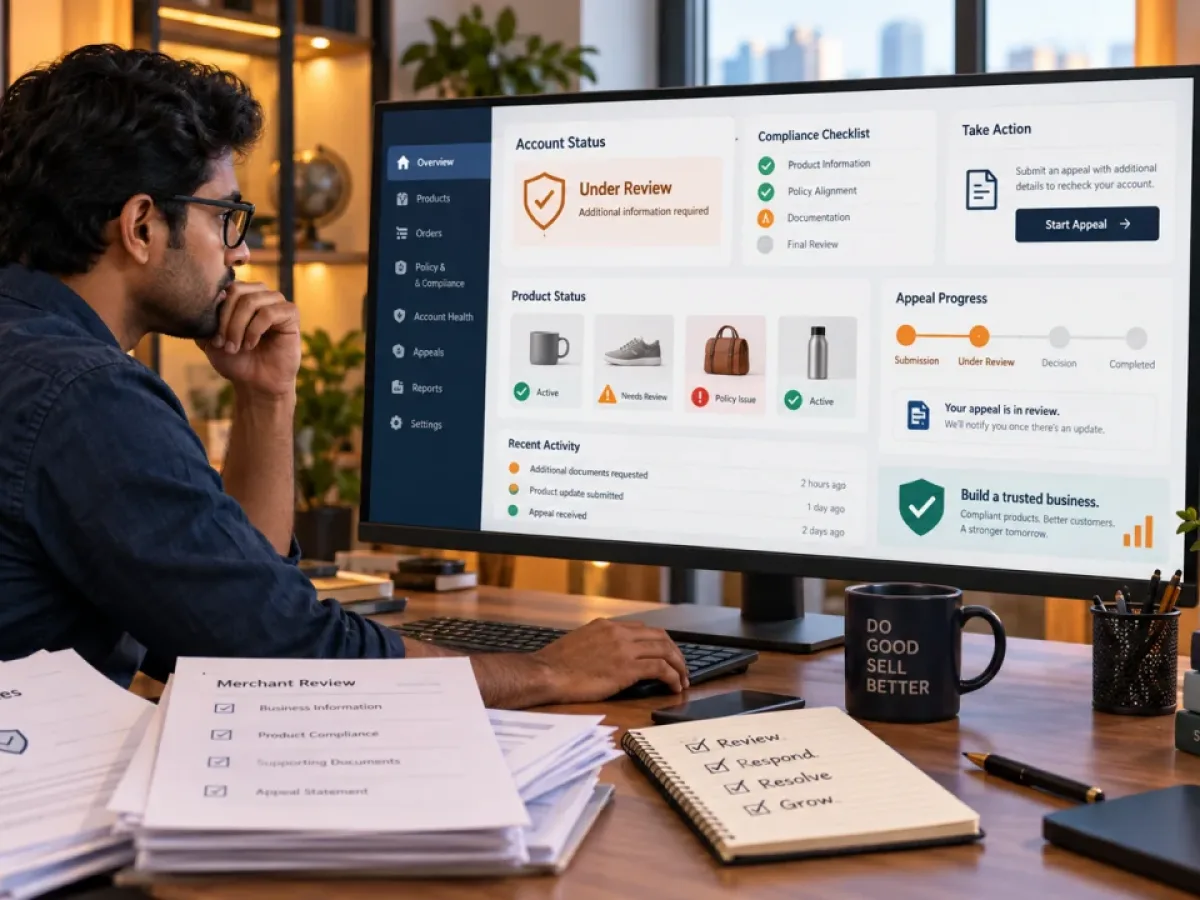 Overview
Products
Orders
Policy &
& Compliance
Account Health
Appeals
Reports
Settings
Account Status
Under Review
Additional information required
Compliance Checklist
Product Information
Policy Alignment
Documentation
Final Review
Take Action
Submit an appeal with additional
details to recheck your account.
Start Appeal →
Product Status
Active
Needs Review
Policy Issue
Active
Appeal Progress
Submission
Under Review
Decision
Completed
Your appeal is in review.
We'll notify you once there's an update.
Recent Activity
Additional documents requested 2 hours ago
Product update submitted 1 day ago
Appeal received 2 days ago
Build a trusted business.
Compliant products. Better customers.
A stronger tomorrow.
DO
GOOD
SELL
BETTER
Merchant Review
Business Information
Product Compliance
Supporting Documents
Appeal Statement
Review.
Respond.
Resolve
Grow.